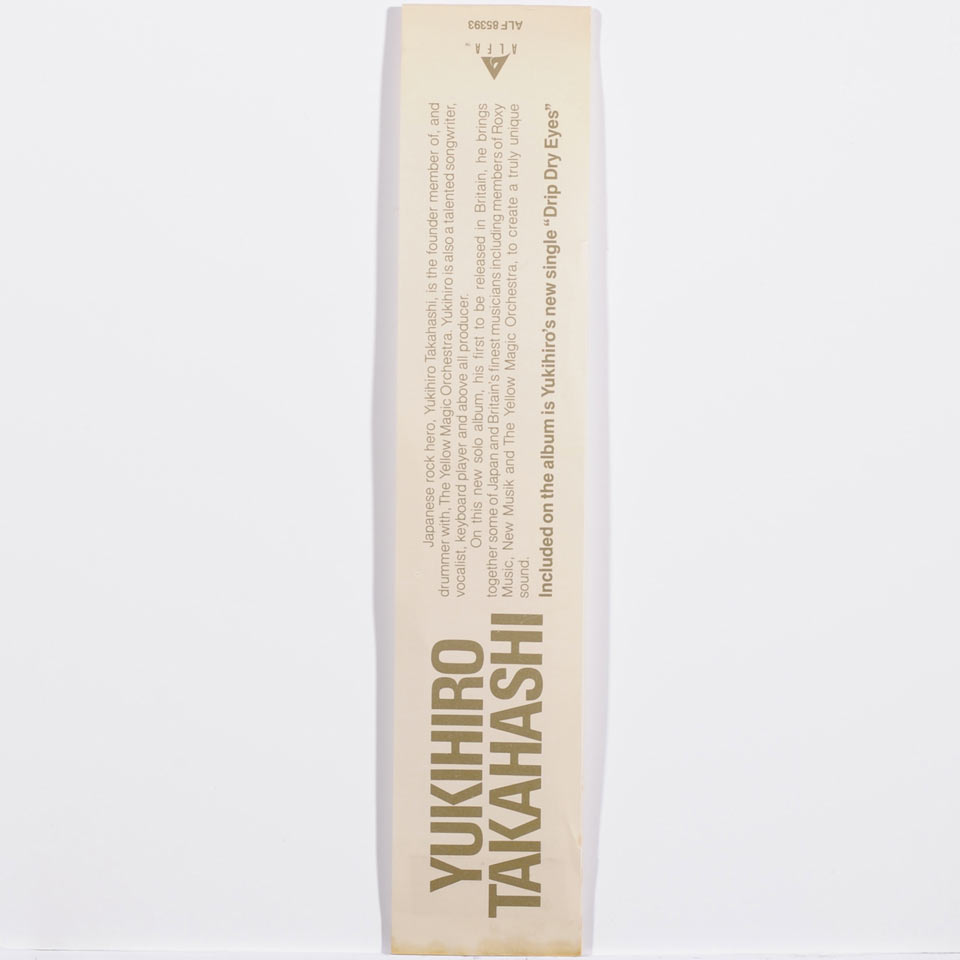 YUKIHIRO
TAKAHASHI
Japanese rock hero, Yukihiro Takahashi, is the founder member of, and
drummer with, The Yellow Magic Orchestra. Yukihiro is also a talented songwriter,
vocalist, keyboard player and above all producer.
On this new solo album, his first to be released in Britain, he brings
together some of Japan and Britain's finest musicians including members of Roxy
Music, New Musik and The Yellow Magic Orchestra, to create a truly unique
sound.
Included on the album is Yukihiro's new single “Drip Dry Eyes”
ALFA™
ALF 85393